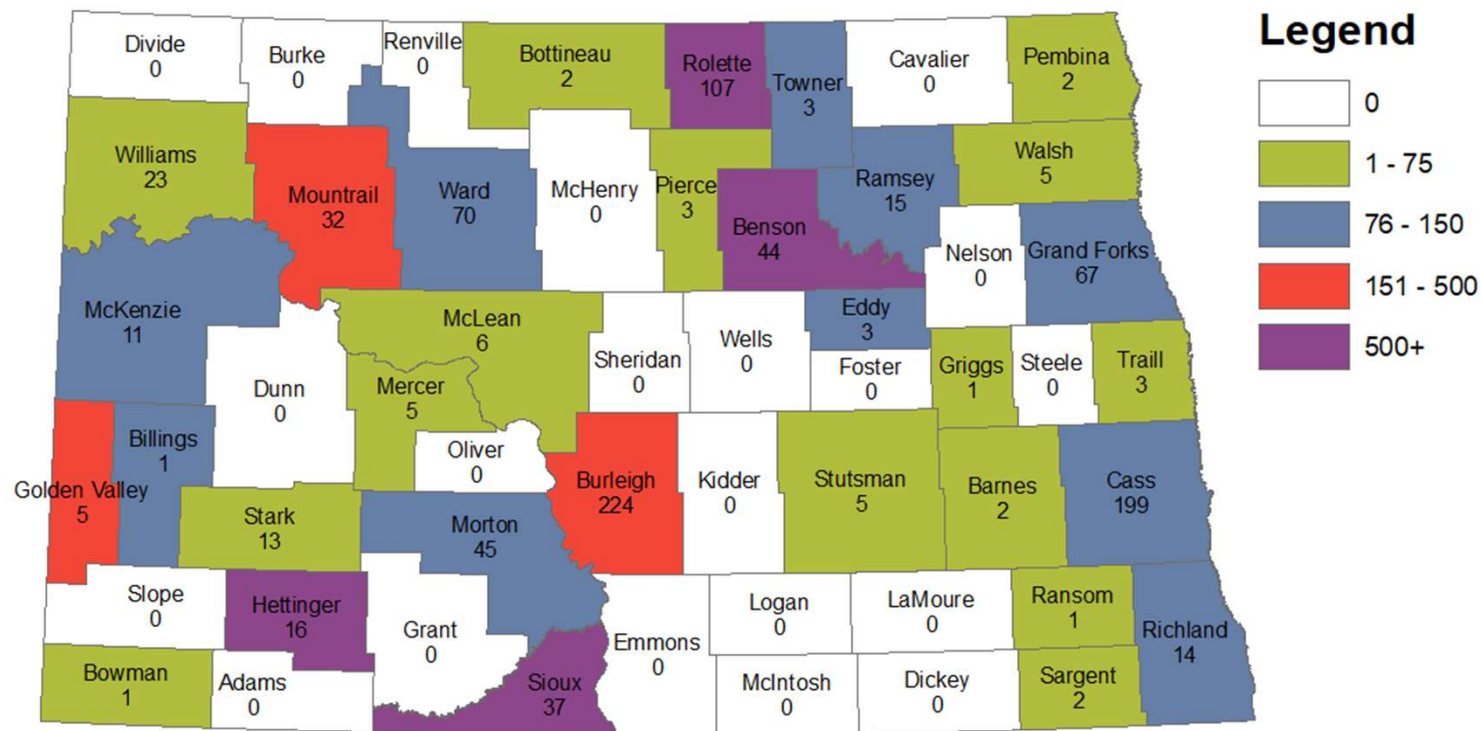 Legend
0
1 - 75
76 - 150
151 - 500
500+
Divide
0
Burke
0
Renville
0
Bottineau
2
Rolette
107
Towner
3
Cavalier
0
Pembina
2
Williams
23
Mountrail
32
Ward
70
McHenry
0
Pierce
3
Benson
44
Ramsey
15
Walsh
5
Nelson
0
Grand Forks
67
McKenzie
11
Dunn
0
McLean
6
Mercer
5
Oliver
0
Sheridan
0
Wells
0
Eddy
3
Foster
0
Griggs
1
Steele
0
Traill
3
Golden Valley
5
Billings
1
Stark
13
Morton
45
Burleigh
224
Kidder
0
Stutsman
5
Barnes
2
Cass
199
Slope
0
Hettinger
16
Grant
0
Bowman
1
Adams
0
Sioux
37
Emmons
0
Logan
0
LaMoure
0
Ransom
1
Richland
14
McIntosh
0
Dickey
0
Sargent
2